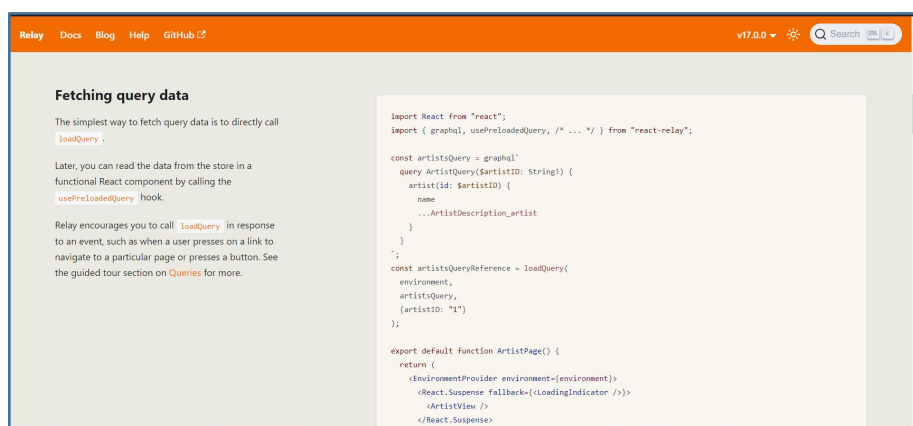 Relay Docs Blog Help GitHub v17.0.0 Search
Fetching query data
The simplest way to fetch query data is to directly call
loadQuery .
Later, you can read the data from the store in a
functional React component by calling the
usePreloadedQuery hook.
Relay encourages you to call loadQuery in response
to an event, such as when a user presses on a link to
navigate to a particular page or presses a button. See
the guided tour section on Queries for more.
import React from "react";
import { graphql, usePreloadedQuery, /* ... */ } from "react-relay";
const artistsQuery = graphql`
query ArtistQuery($artistID: String!) {
artist(id: $artistID) {
name
...ArtistDescription_artist
}
}
`;
const artistsQueryReference = loadQuery(
environment,
artistsQuery,
{artistID: "1"}
);
export default function ArtistPage() {
return (
<EnvironmentProvider environment={environment}>
<React.Suspense fallback={<LoadingIndicator />}>
<ArtistView />
</React.Suspense>